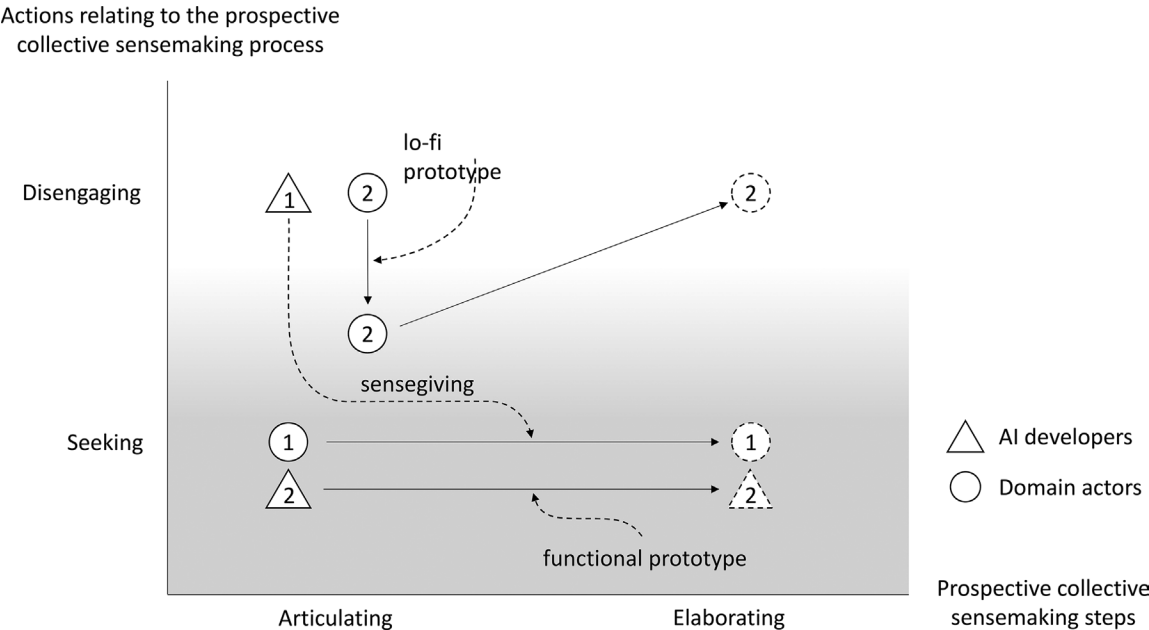 Actions relating to the prospective
collective sensemaking process
lo-fi
prototype
Disengaging
1
2
2
2
sensegiving
Seeking
1
1
2
2
AI developers
Domain actors
functional prototype
Articulating
Elaborating
Prospective collective
sensemaking steps